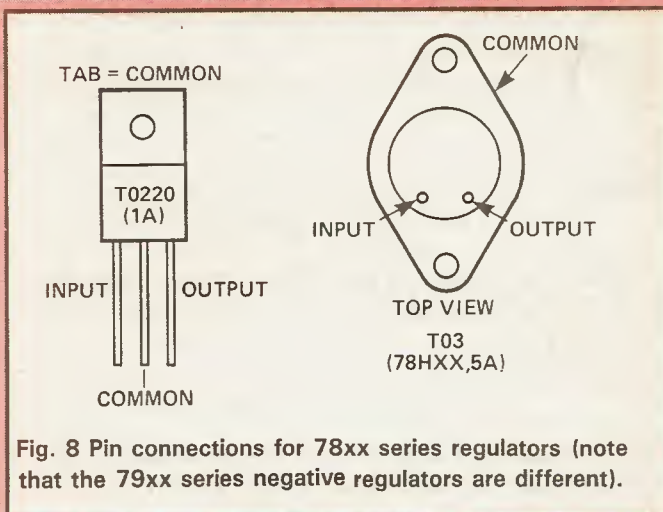 TAB = COMMON
T0220
(1A)
INPUT
OUTPUT
COMMON
COMMON
INPUT
OUTPUT
TOP VIEW
T03
(78HXX,5A)
Fig. 8 Pin connections for 78xx series regulators (note
that the 79xx series negative regulators are different).